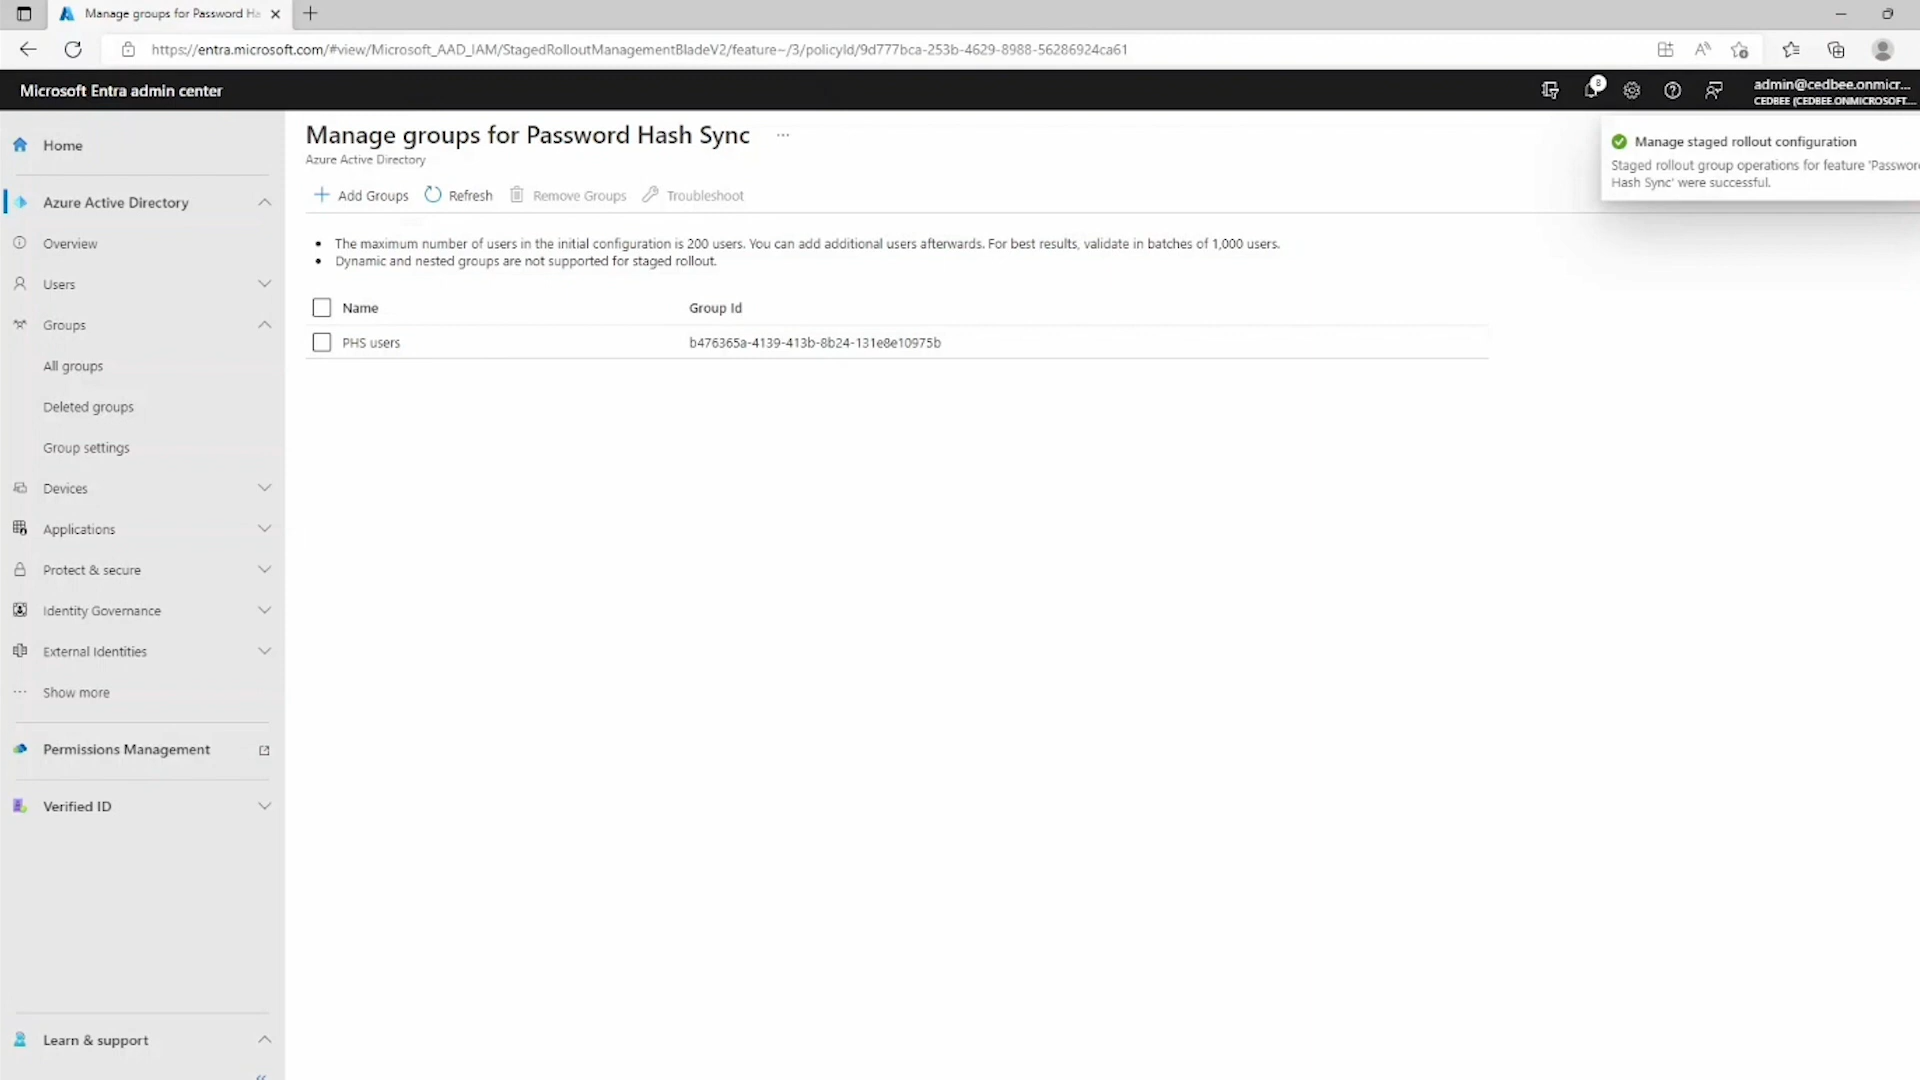 Manage groups for Password Ha
https://entra.microsoft.com/#view/Microsoft_AAD_IAM/StagedRolloutManagementBladeV2/feature~/3/policyId/9d777bca-253b-4629-8988-56286924ca61
Microsoft Entra admin center
8
admin@cedbee.onmicr...
CEDBEE (CEDBEE.ONMICROSOFT....
Home
Azure Active Directory
Overview
Users
Groups
All groups
Deleted groups
Group settings
Devices
Applications
Protect & secure
Identity Governance
External Identities
Show more
Permissions Management
Verified ID
Learn & support
Manage groups for Password Hash Sync ...
Azure Active Directory
Add Groups Refresh Remove Groups Troubleshoot
• The maximum number of users in the initial configuration is 200 users. You can add additional users afterwards. For best results, validate in batches of 1,000 users.
• Dynamic and nested groups are not supported for staged rollout.
Name Group Id
PHS users b476365a-4139-413b-8b24-131e8e10975b
Manage staged rollout configuration
Staged rollout group operations for feature 'Passwor
Hash Sync' were successful.